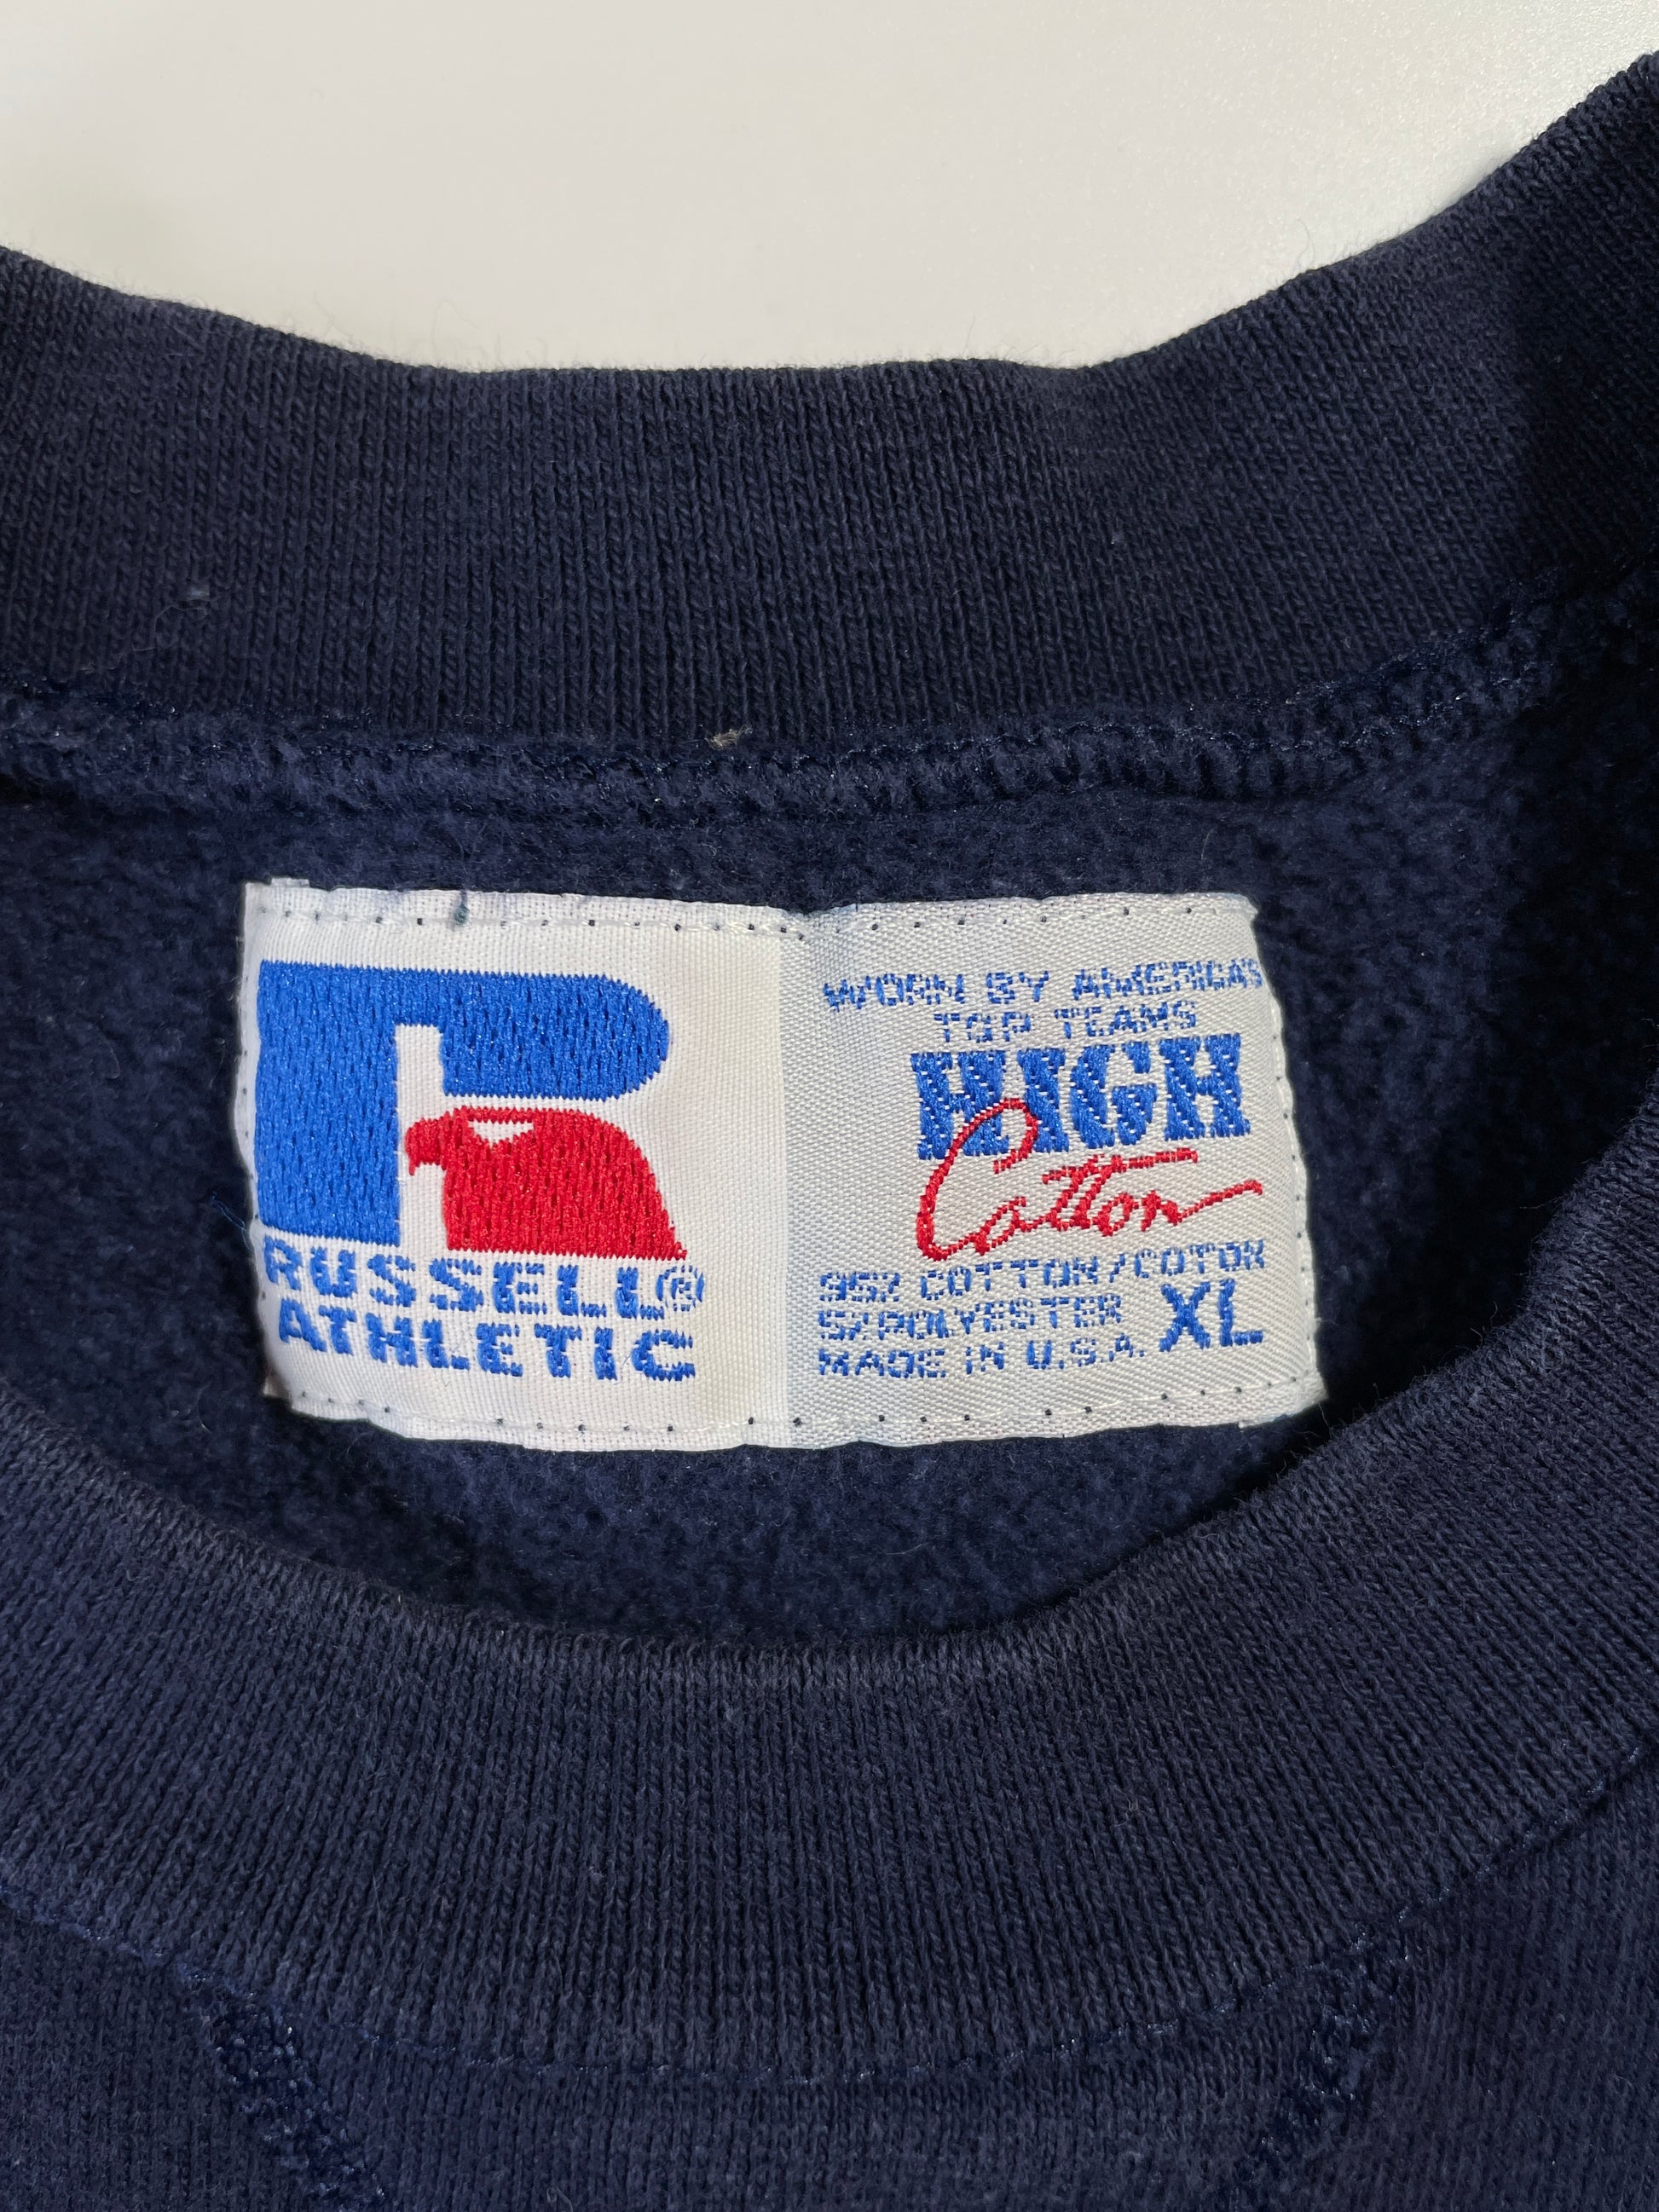 R
RUSSELL®
ATHLETIC
WORN BY AMERICA'S
TOP TEAMS
HIGH
Cotton
95% COTTON/COTON
5% POLYESTER
MADE IN U.S.A. XL